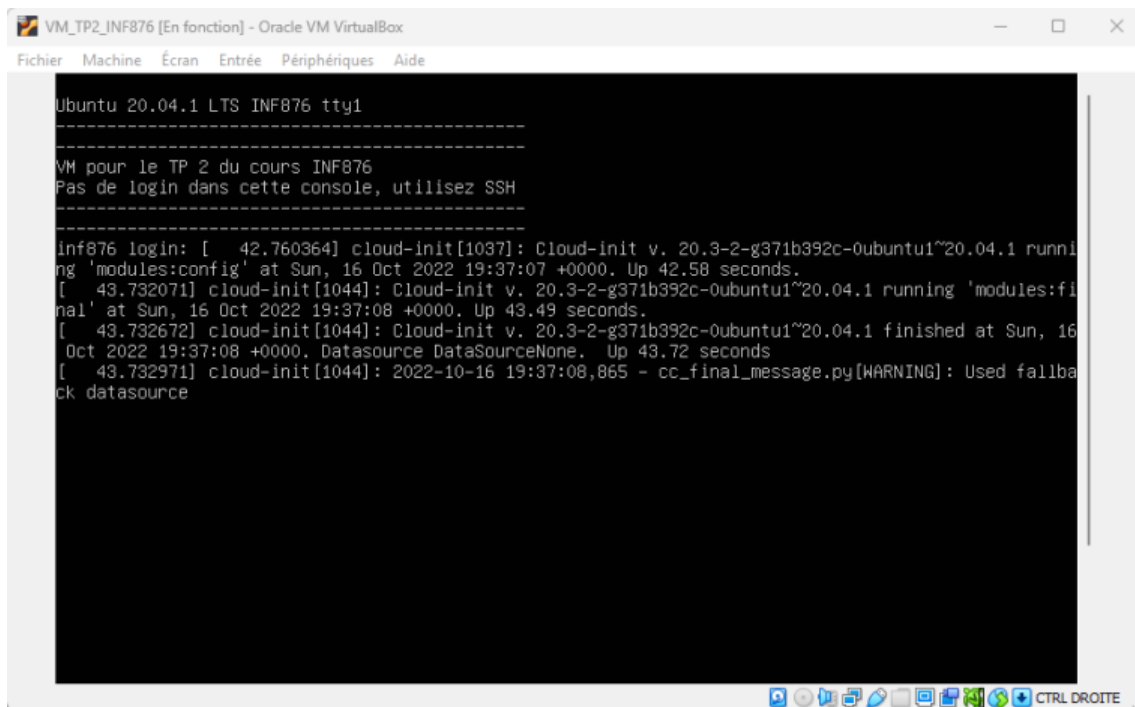 VM_TP2_INF876 [En fonction] - Oracle VM VirtualBox
Fichier Machine Écran Entrée Périphériques Aide
Ubuntu 20.04.1 LTS INF876 tty1
----------------------------------------------
----------------------------------------------
VM pour le TP 2 du cours INF876
Pas de login dans cette console, utilisez SSH
----------------------------------------------
----------------------------------------------
inf876 login: [   42.760364] cloud-init[1037]: Cloud-init v. 20.3-2-g371b392c-0ubuntu1~20.04.1 runni
ng 'modules:config' at Sun, 16 Oct 2022 19:37:07 +0000. Up 42.58 seconds.
[   43.732071] cloud-init[1044]: Cloud-init v. 20.3-2-g371b392c-0ubuntu1~20.04.1 running 'modules:fi
nal' at Sun, 16 Oct 2022 19:37:08 +0000. Up 43.49 seconds.
[   43.732672] cloud-init[1044]: Cloud-init v. 20.3-2-g371b392c-0ubuntu1~20.04.1 finished at Sun, 16
 Oct 2022 19:37:08 +0000. Datasource DataSourceNone.  Up 43.72 seconds
[   43.732971] cloud-init[1044]: 2022-10-16 19:37:08,865 - cc_final_message.py[WARNING]: Used fallba
ck datasource
CTRL DROITE